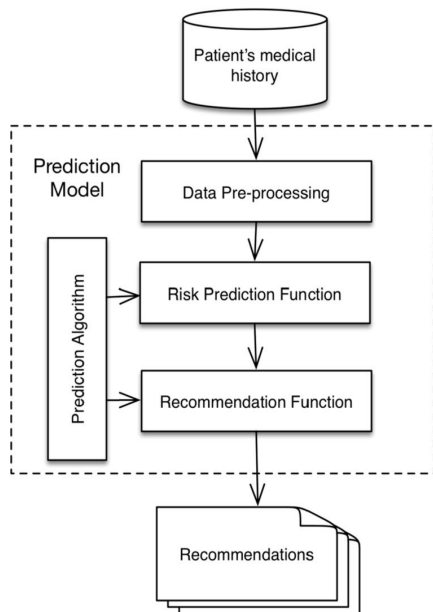 Patient's medical
history
Prediction
Model
Data Pre-processing
Prediction Algorithm
Risk Prediction Function
Recommendation Function
Recommendations